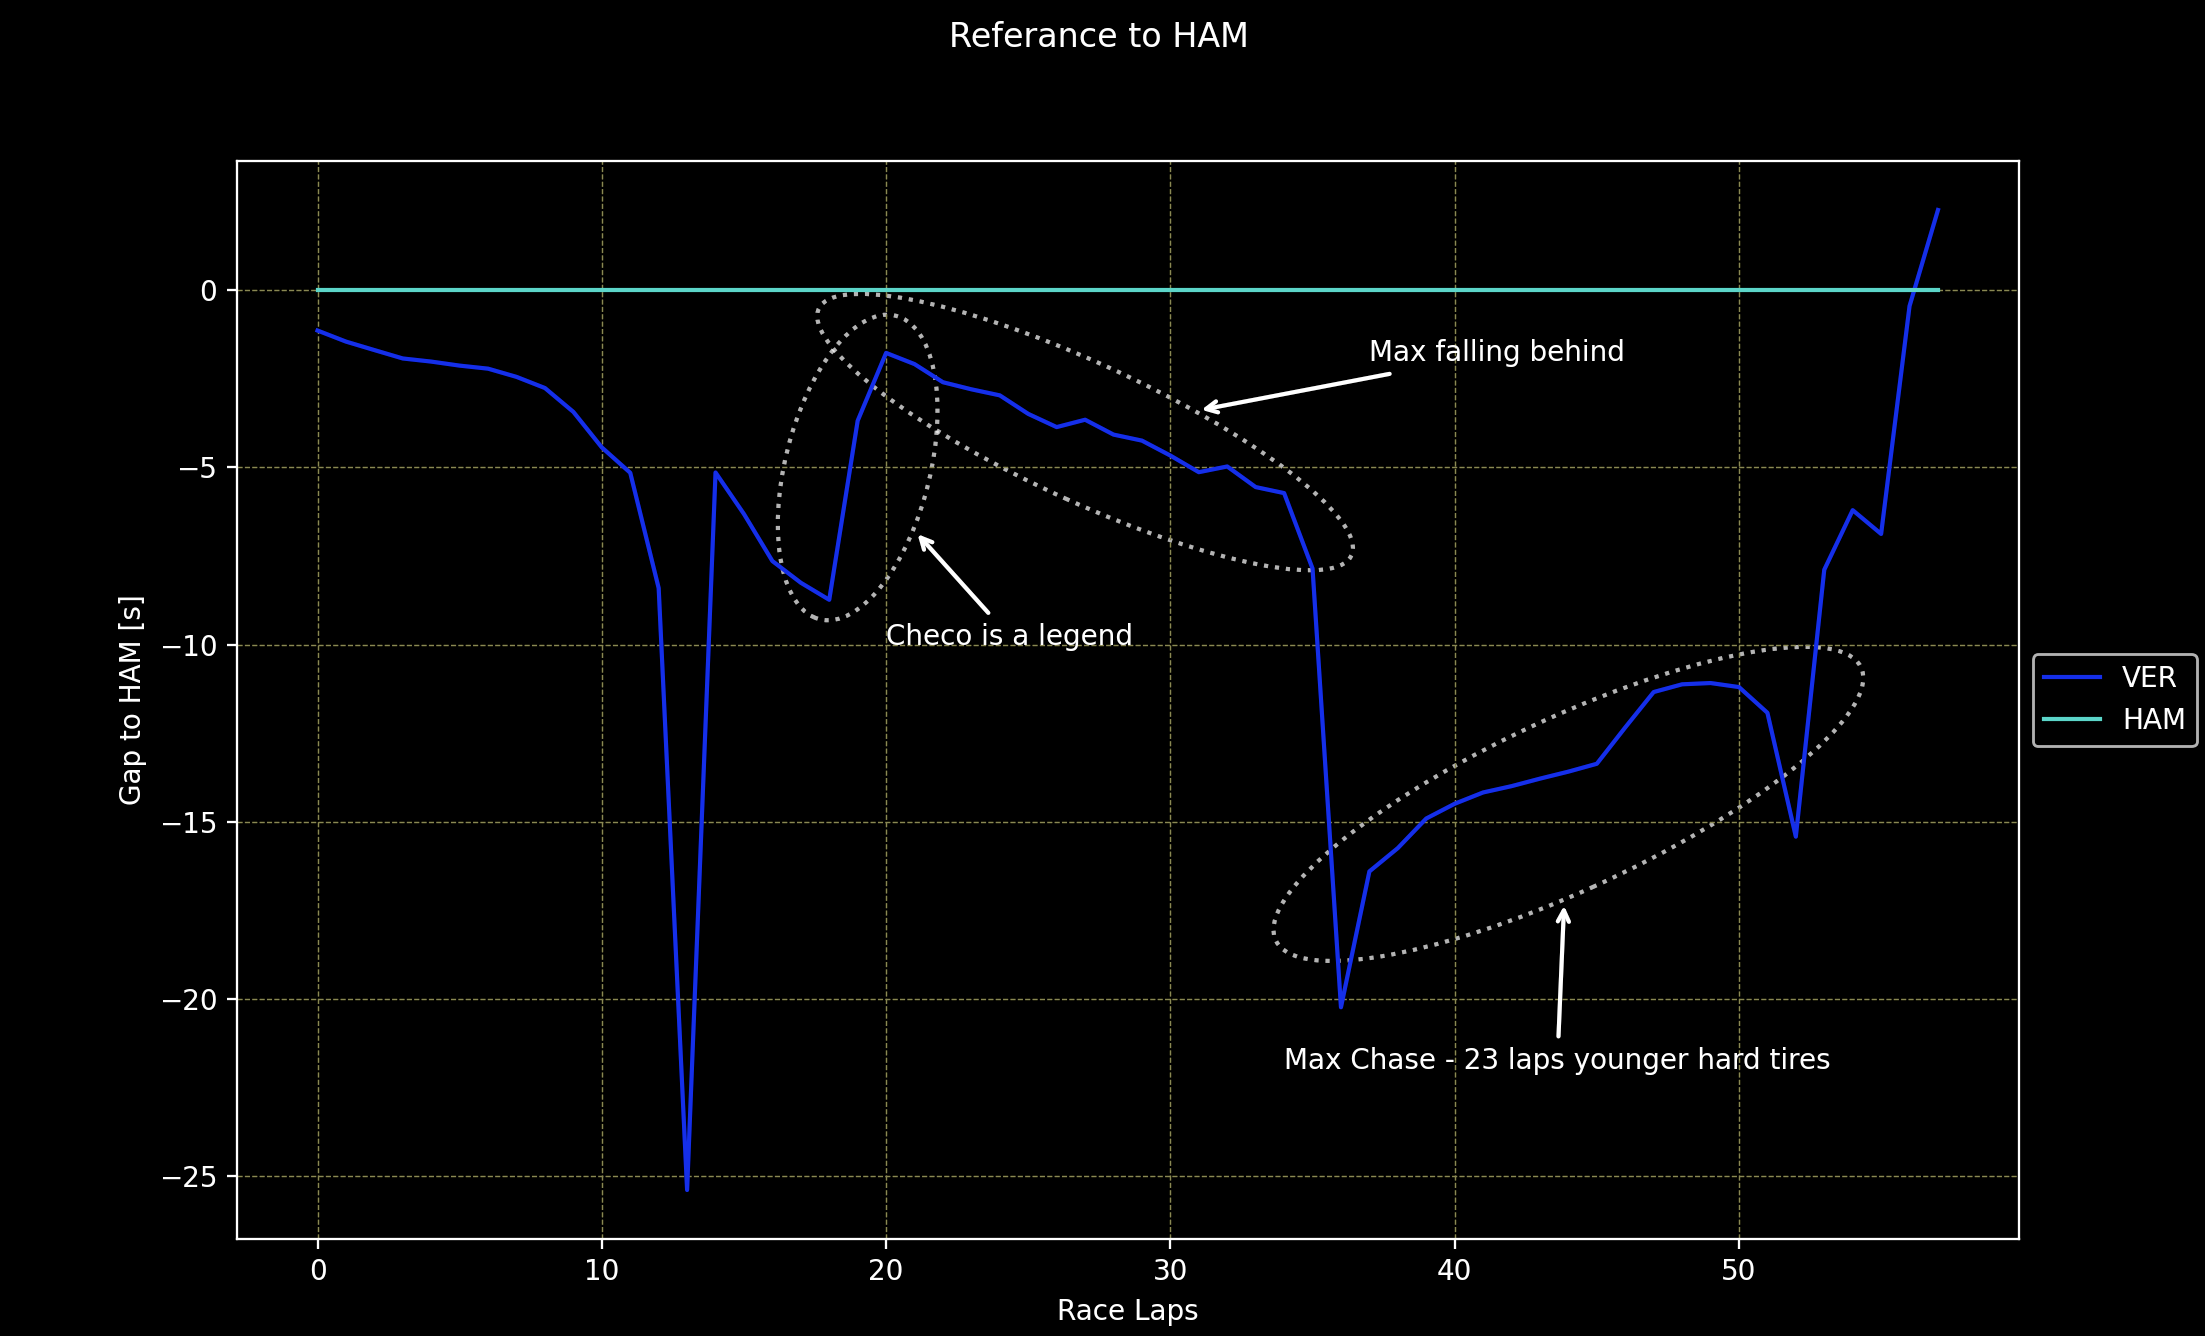 Referance to HAM
Max falling behind
Checo is a legend
Max Chase - 23 laps younger hard tires
Gap to HAM [s]
0
−5
−10
−15
−20
−25
0 10 20 30 40 50
Race Laps
VER
HAM